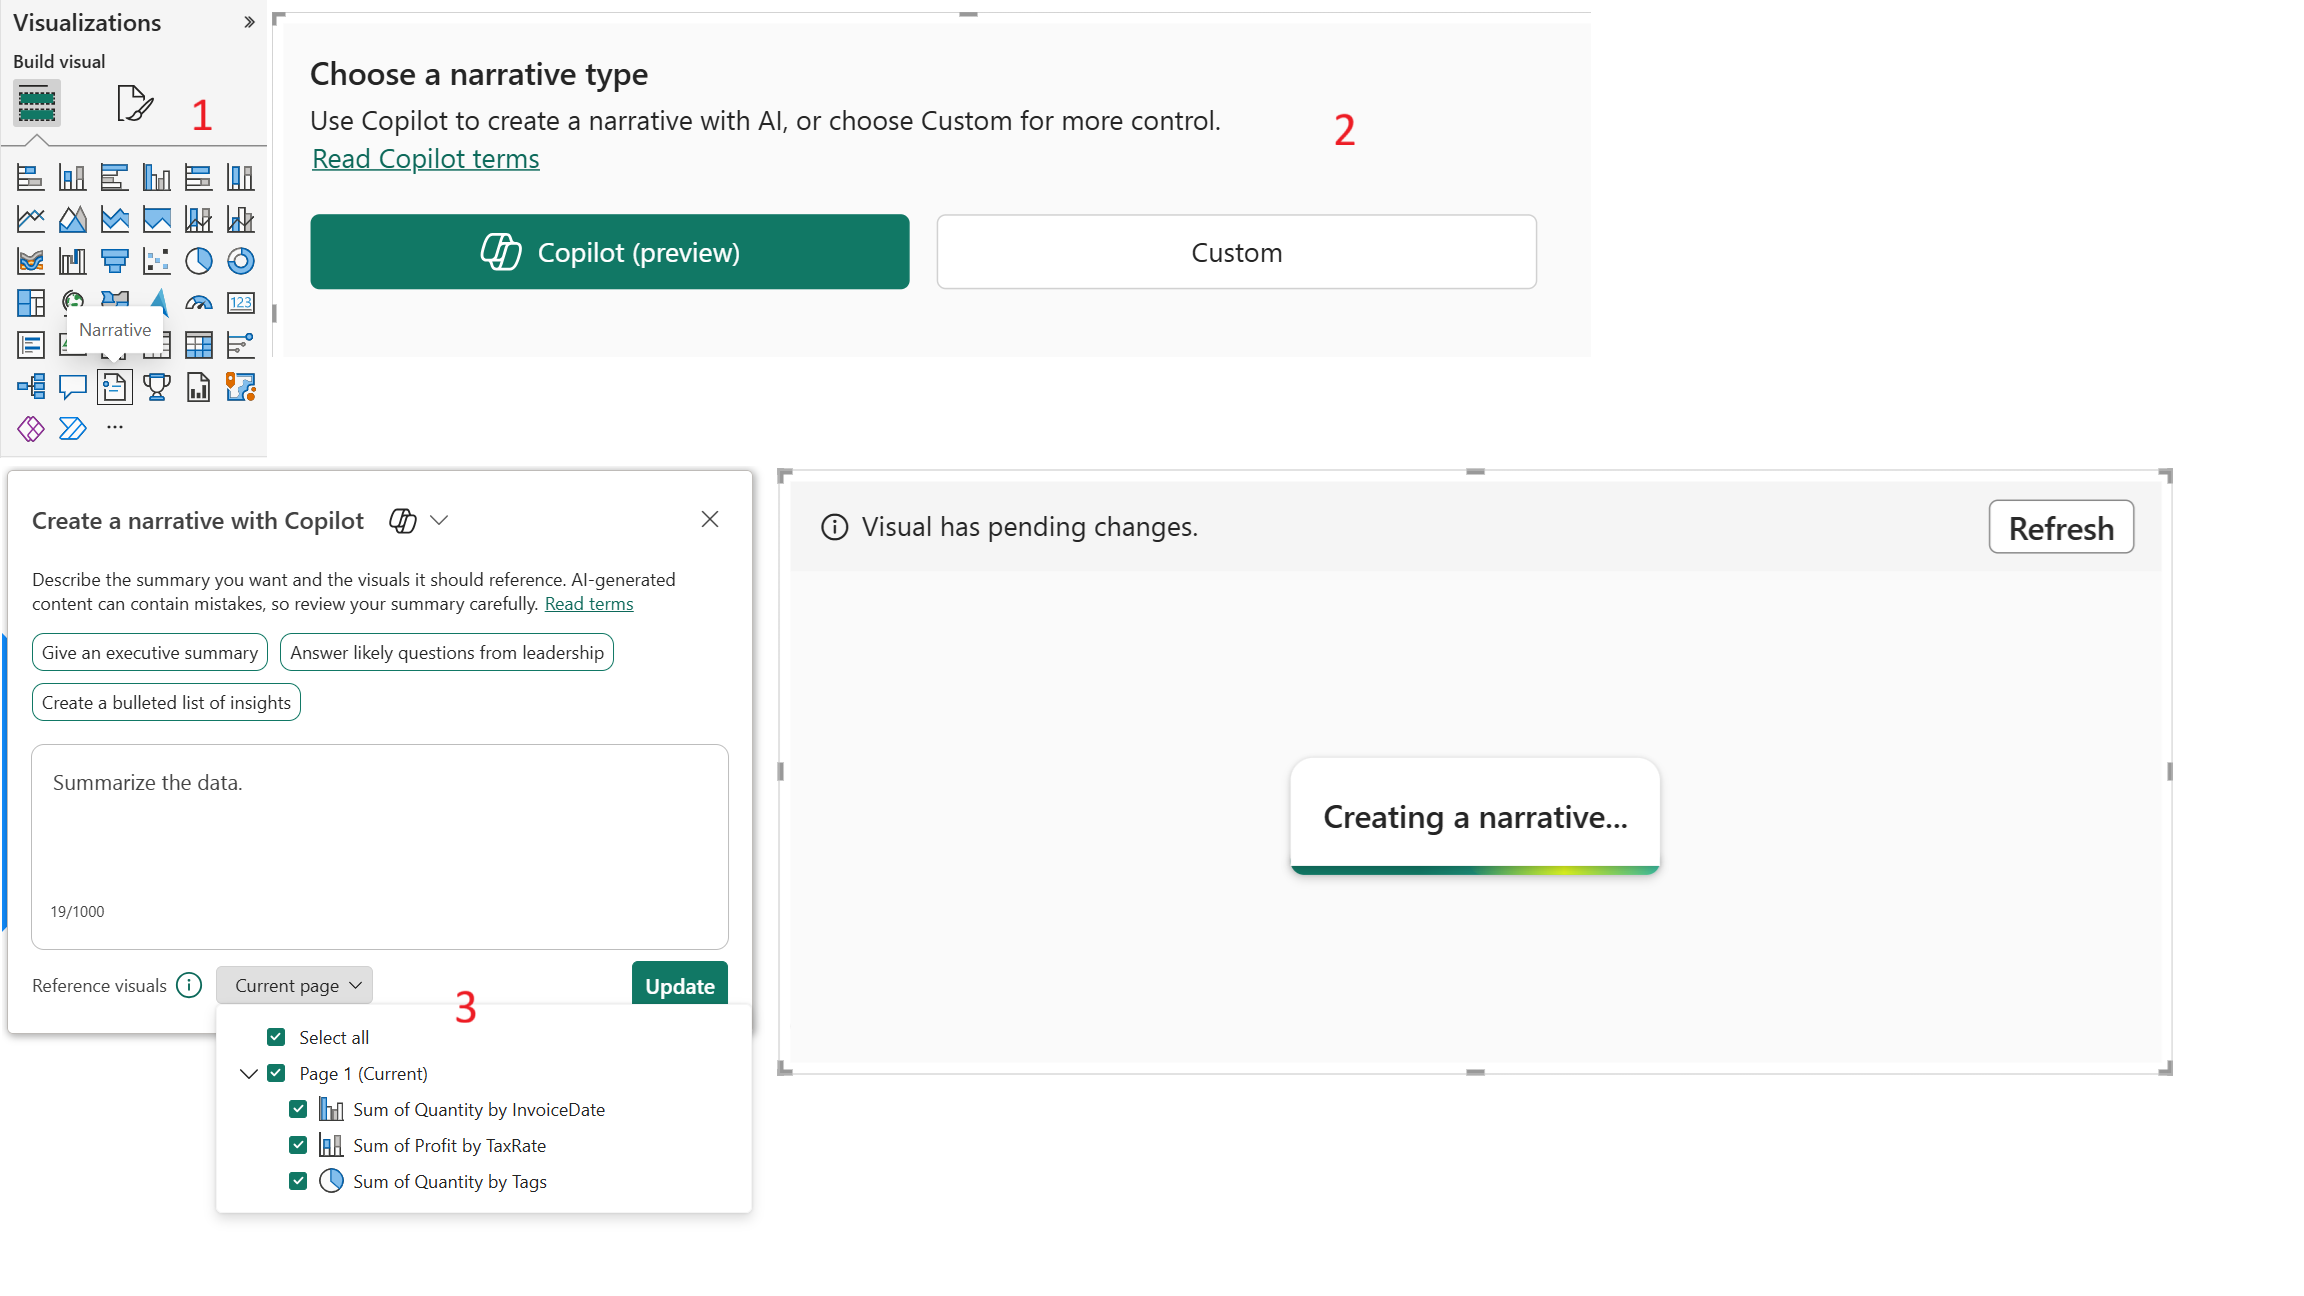 Visualizations
Build visual
1
123
Narrative
Choose a narrative type
Use Copilot to create a narrative with AI, or choose Custom for more control.
Read Copilot terms
2
Copilot (preview)
Custom
Create a narrative with Copilot
Describe the summary you want and the visuals it should reference. AI-generated
content can contain mistakes, so review your summary carefully. Read terms
Give an executive summary
Answer likely questions from leadership
Create a bulleted list of insights
Summarize the data.
19/1000
Reference visuals
Current page
Update
3
Select all
Page 1 (Current)
Sum of Quantity by InvoiceDate
Sum of Profit by TaxRate
Sum of Quantity by Tags
Visual has pending changes.
Refresh
Creating a narrative...